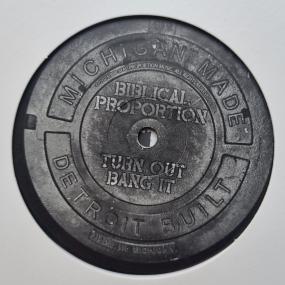 MICHIGAN MADE
BIBLICAL
PROPORTION
TURN OUT
BANG IT
DETROIT BUILT